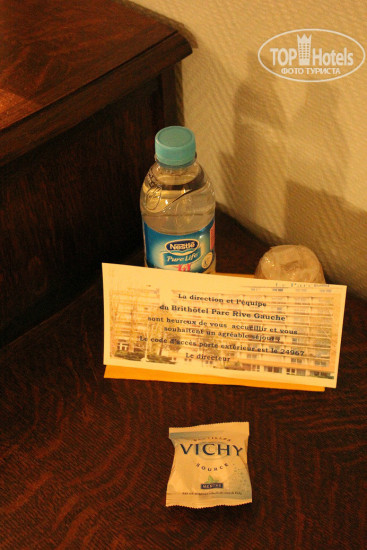 TOPHotels
ФОТО ТУРИСТА
Nestlé
Pure Life
La direction et l'équipe
du Brithôtel Parc Rive Gauche
sont heureux de vous accueillir et vous
souhaitent un agréable séjour.
Le code d'accès porte extérieur est le 24967
Le directeur
VICHY
SOURCE
MENTHE